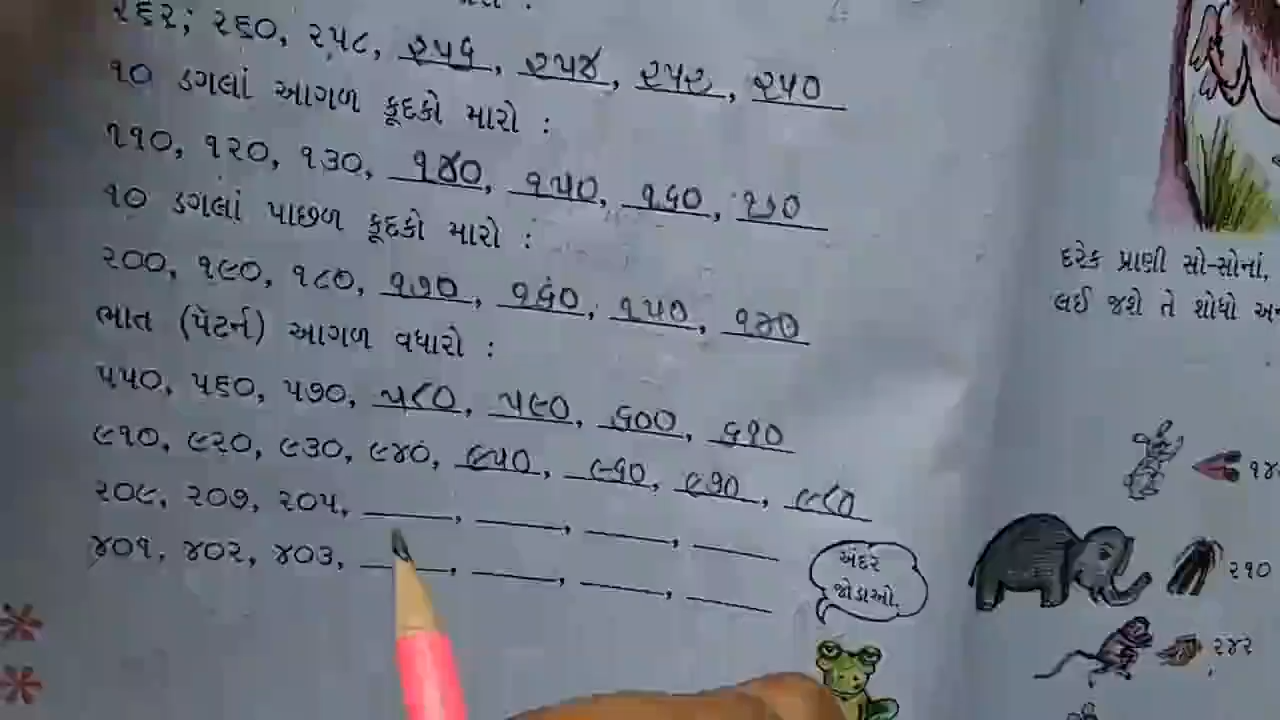 ૨૬૨; ૨૬૦, ૨૫૮, ૨૫૬, ૨૫૪, ૨૫૨, ૨૫૦
૧૦ ડગલાં આગળ કૂદકો મારો :
૧૧૦, ૧૨૦, ૧૩૦, ૧૪૦, ૧૫૦, ૧૬૦, ૧૭૦
૧૦ ડગલાં પાછળ કૂદકો મારો :
૨૦૦, ૧૯૦, ૧૮૦, ૧૭૦, ૧૬૦, ૧૫૦, ૧૪૦
ભાત (પૅટર્ન) આગળ વધારો :
૫૫૦, ૫૬૦, ૫૭૦, ૫૮૦, ૫૯૦, ૬૦૦, ૬૧૦
૯૧૦, ૯૨૦, ૯૩૦, ૯૪૦, ૯૫૦, ૯૬૦, ૯૭૦, ૯૮૦
૨૦૯, ૨૦૭, ૨૦૫,
૪૦૧, ૪૦૨, ૪૦૩,
અંદર
જોડાઓ.
દરેક પ્રાણી સો-સોનાં,
લઈ જશે તે શોધો
૨૧૦
૨૪૨